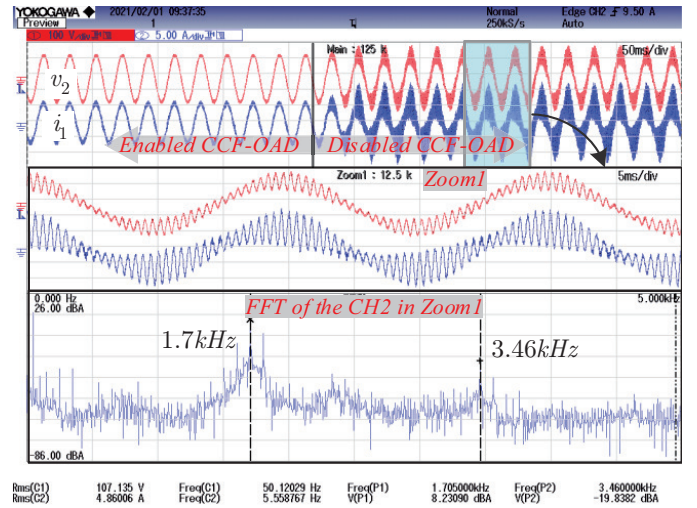 YOKOGAWA ◆ 2021/02/01 09:37:35 Normal Edge CH2 ƒ 9.50 A
Preview 1 250kS/s Auto
Main : 125 k 50ms/div
v₂
i₁
Enabled CCF-OAD Disabled CCF-OAD
Zoom1
Zoom1 : 12.5 k 5ms/div
0.000 Hz FFT of the CH2 in Zoom1 5.000kHz
26.00 dBA
1.7kHz 3.46kHz
-86.00 dBA
Rms(C1) 107.135 V Freq(C1) 50.12029 Hz Freq(P1) 1.705000kHz Freq(P2) 3.460000kHz
Rms(C2) 4.86006 A Freq(C2) 5.558767 Hz V(P1) 8.23090 dBA V(P2) -19.8382 dBA